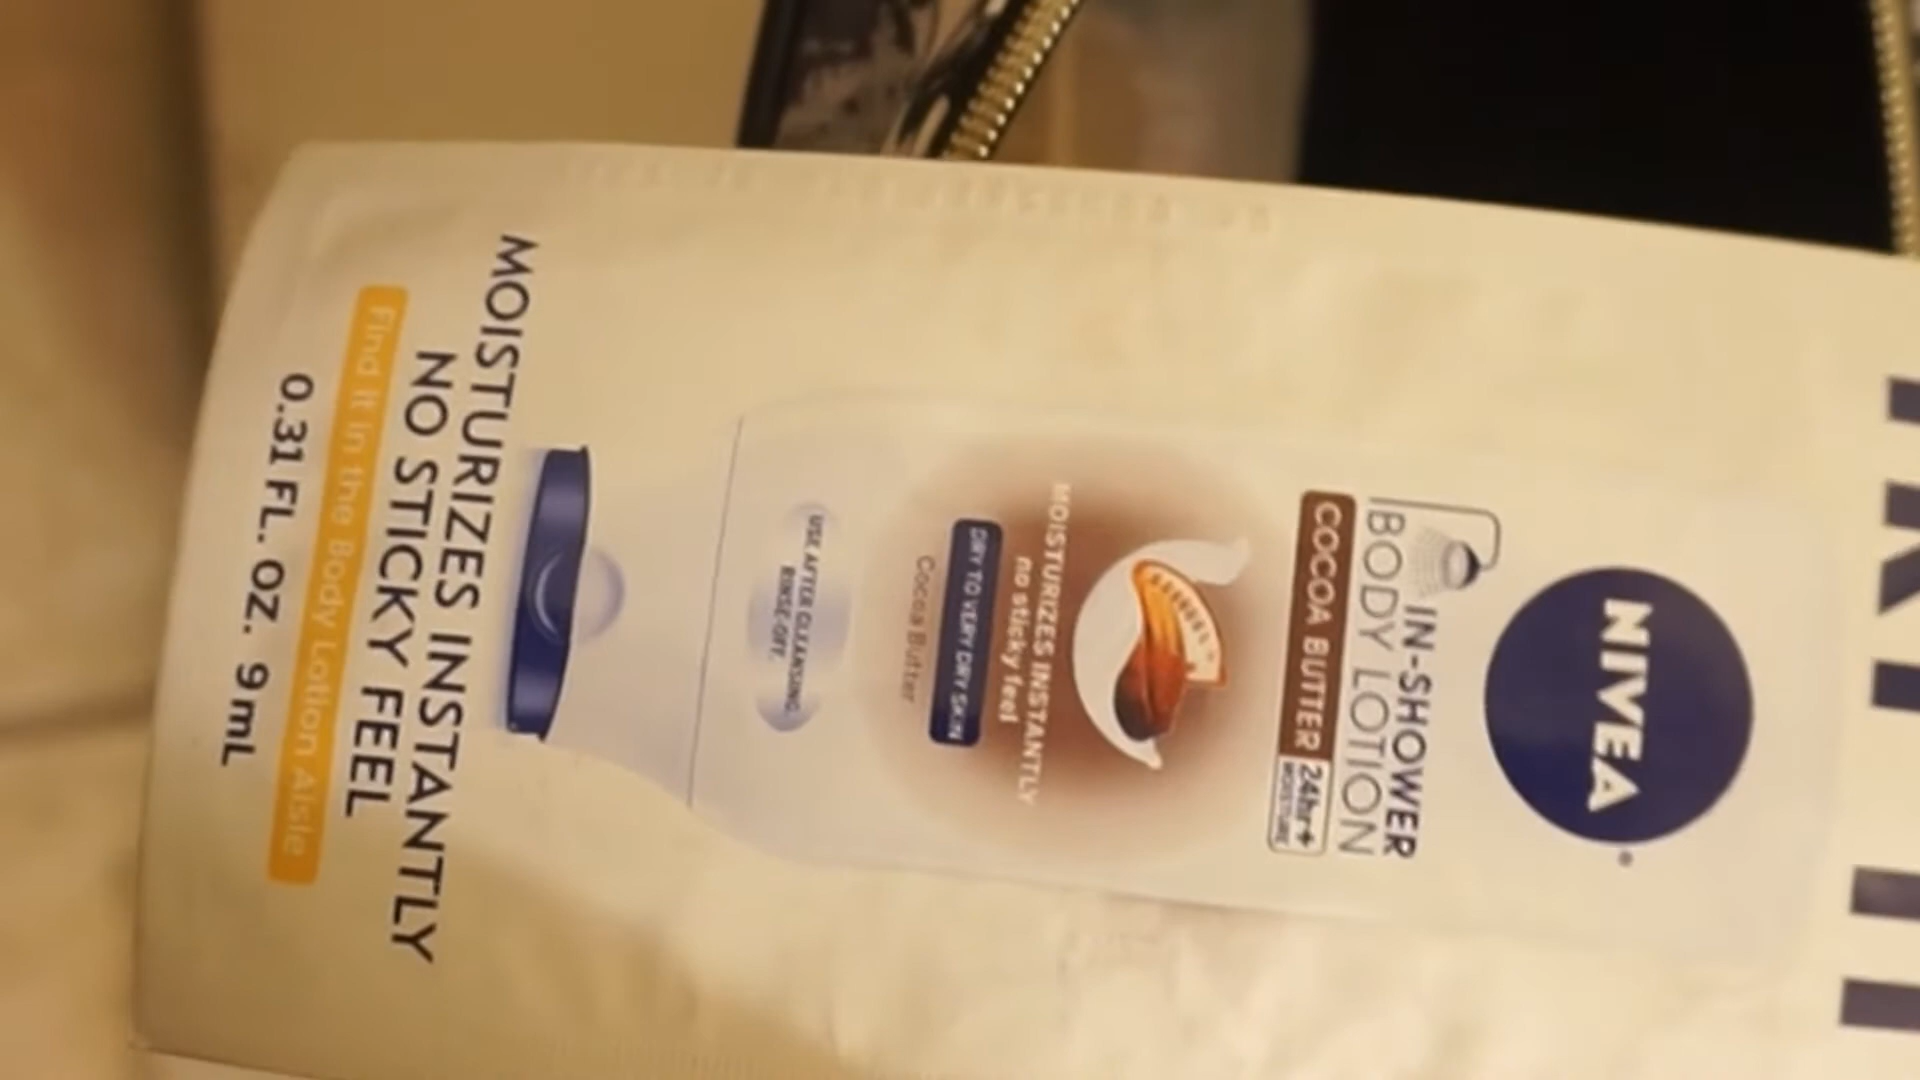 NIVEA
IN-SHOWER
BODY LOTION
COCOA BUTTER 24hr+
MOISTURE
MOISTURIZES INSTANTLY
no sticky feel
DRY TO VERY DRY SKIN
Cocoa Butter
USE AFTER CLEANSING.
RINSE-OFF.
MOISTURIZES INSTANTLY
NO STICKY FEEL
Find It in the Body Lotion Aisle
0.31 FL. OZ. 9mL